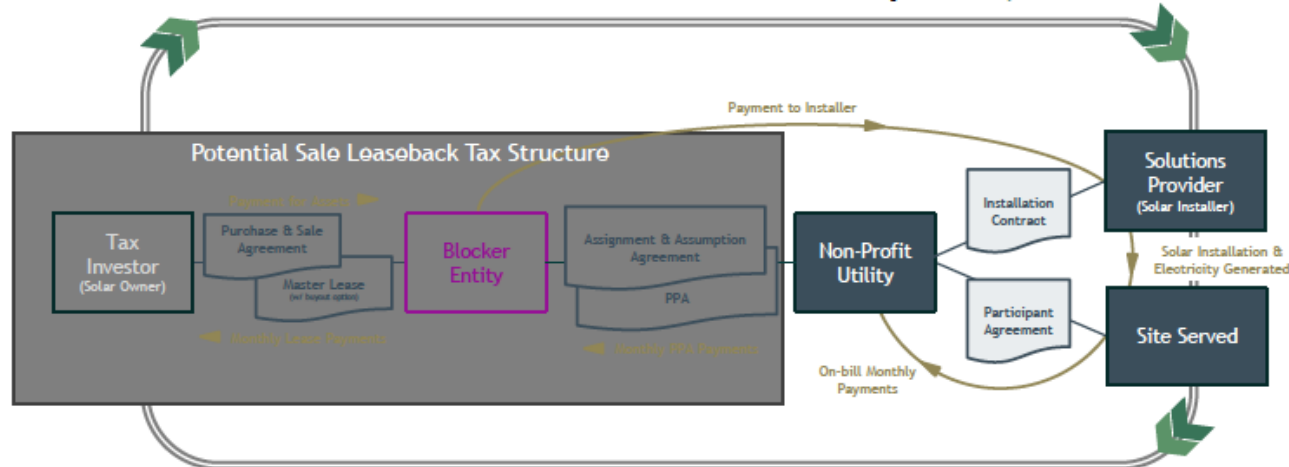 Payment to Installer
Potential Sale Leaseback Tax Structure
Payment for Assets
Tax
Investor
(Solar Owner)
Purchase & Sale
Agreement
Master Lease
(w/ buyout option)
Monthly Lease Payments
Blocker
Entity
Assignment & Assumption
Agreement
PPA
Monthly PPA Payments
Non-Profit
Utility
Installation
Contract
Participant
Agreement
On-bill Monthly
Payments
Solutions
Provider
(Solar Installer)
Solar Installation &
Electricity Generated
Site Served